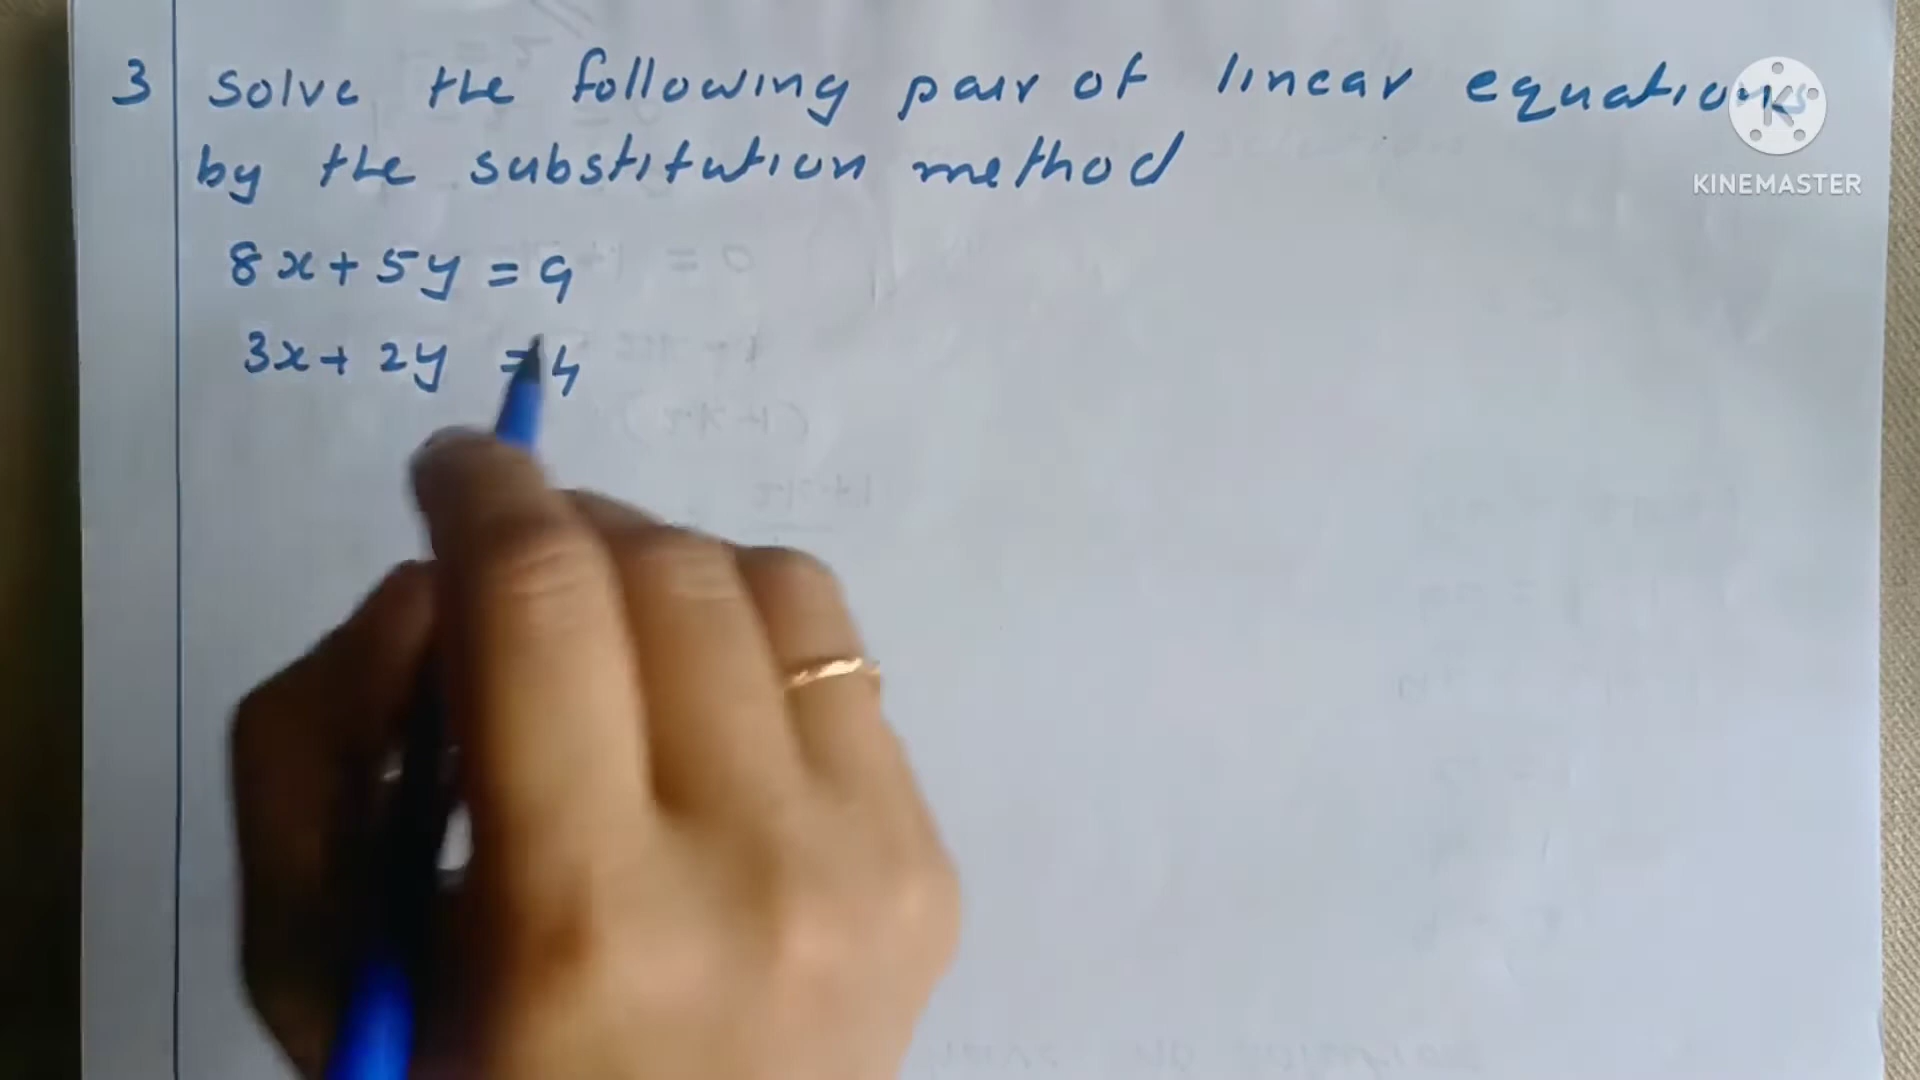 3 Solve the following pair of linear equations
by the substitution method
8x + 5y = 9
3x + 2y = 4
KINEMASTER